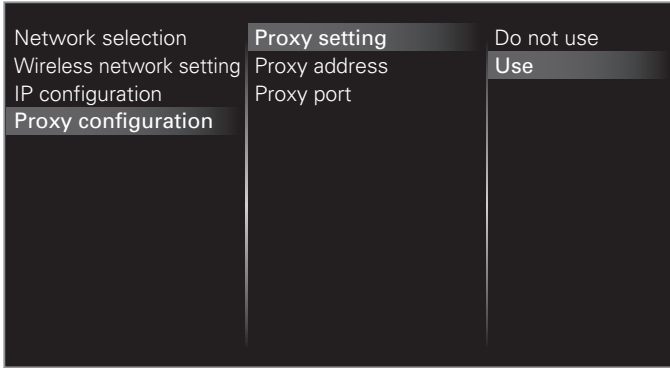 Network selection
Wireless network setting
IP configuration
Proxy configuration
Proxy setting
Proxy address
Proxy port
Do not use
Use